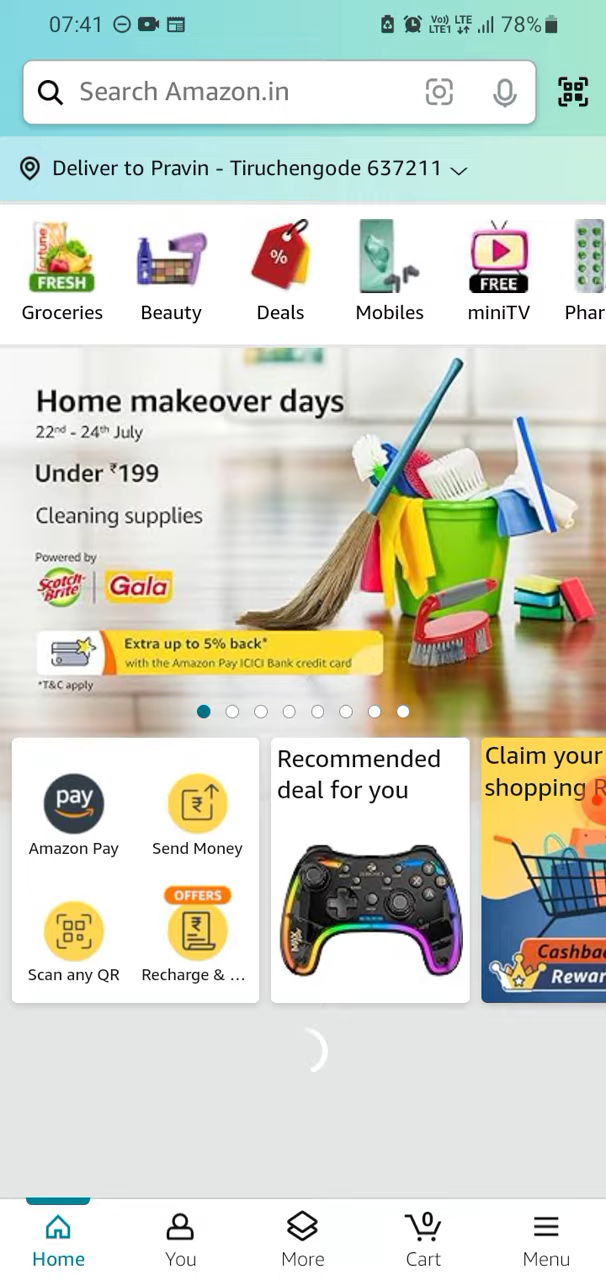 07:41
Vo)) LTE
LTE1
78%
Search Amazon.in
Deliver to Pravin - Tiruchengode 637211
fortune
FRESH
%
FREE
Groceries
Beauty
Deals
Mobiles
miniTV
Phar
Home makeover days
22nd - 24th July
Under ₹199
Cleaning supplies
Powered by
Scotch-Brite
Gala
Extra up to 5% back*
with the Amazon Pay ICICI Bank credit card
*T&C apply
pay
Amazon Pay
₹
Send Money
Scan any QR
OFFERS
₹
Recharge & ...
Recommended
deal for you
Claim your
shopping R
Cashba
Rewar
Home
You
More
0
Cart
Menu